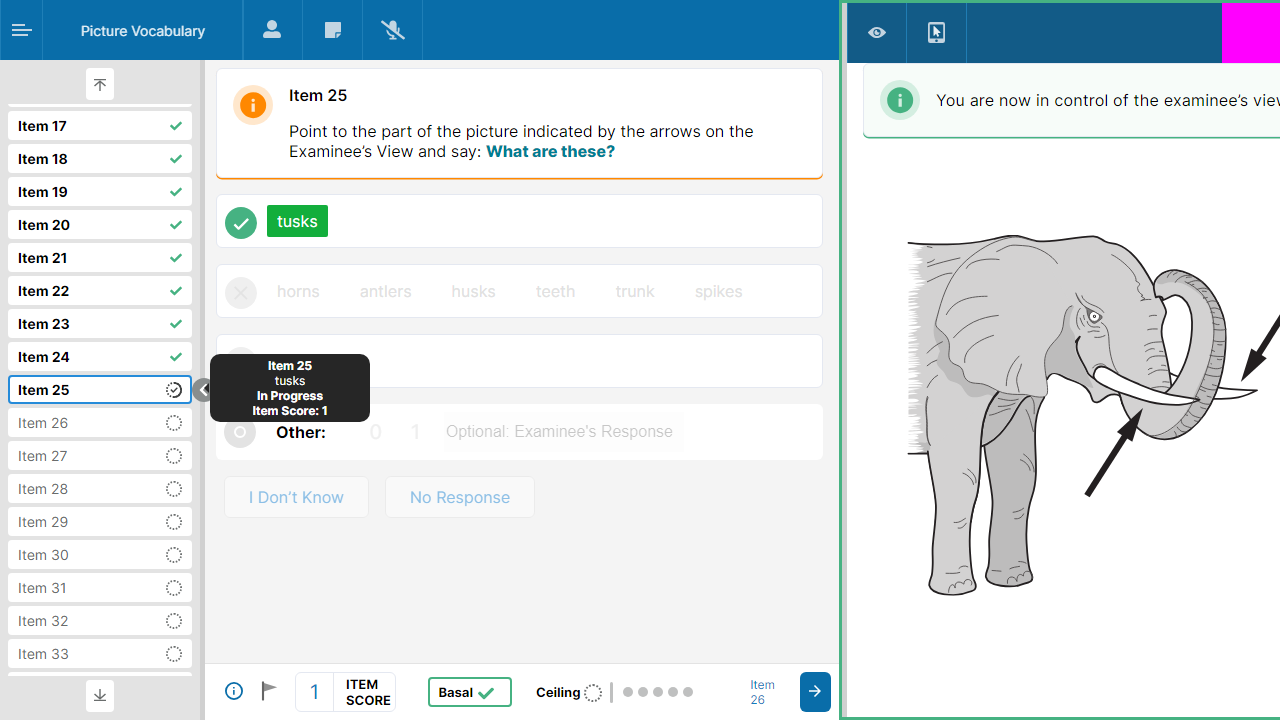 Picture Vocabulary
Item 17
Item 18
Item 19
Item 20
Item 21
Item 22
Item 23
Item 24
Item 25
Item 26
Item 27
Item 28
Item 29
Item 30
Item 31
Item 32
Item 33
Item 25
Point to the part of the picture indicated by the arrows on the
Examinee’s View and say: What are these?
tusks
horns antlers husks teeth trunk spikes
Item 25
tusks
In Progress
Item Score: 1
Other: 0 1 Optional: Examinee's Response
I Don’t Know No Response
1 ITEM
SCORE
Basal
Ceiling
Item
26
You are now in control of the examinee’s view